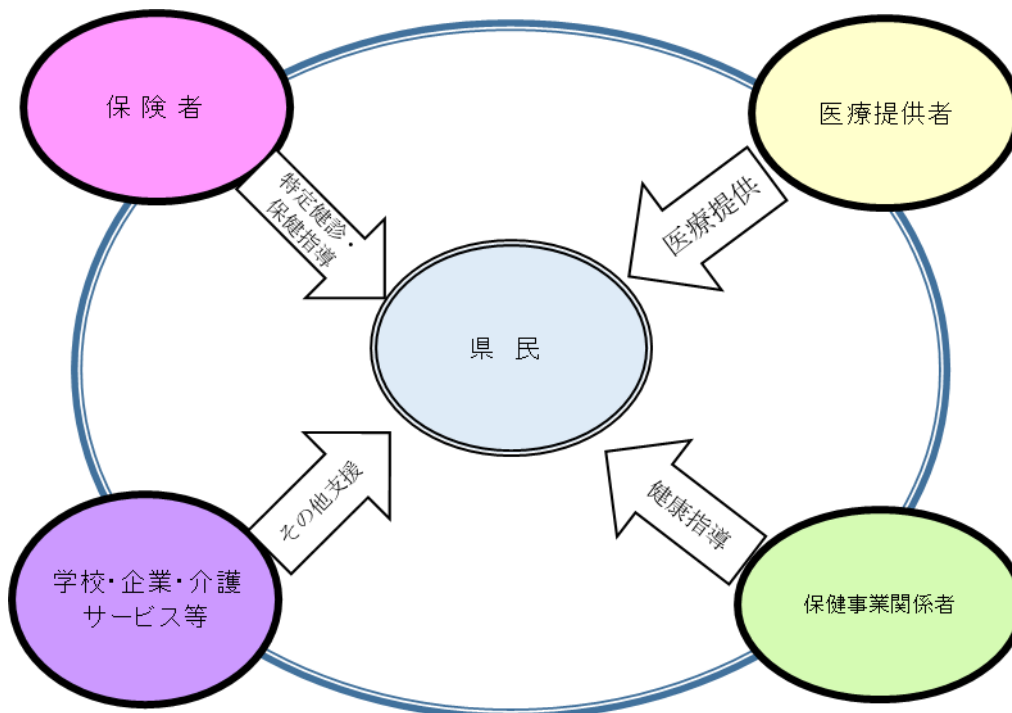 保険者
医療提供者
特定健診・
保健指導
医療提供
県民
その他支援
健康指導
学校・企業・介護
サービス等
保健事業関係者